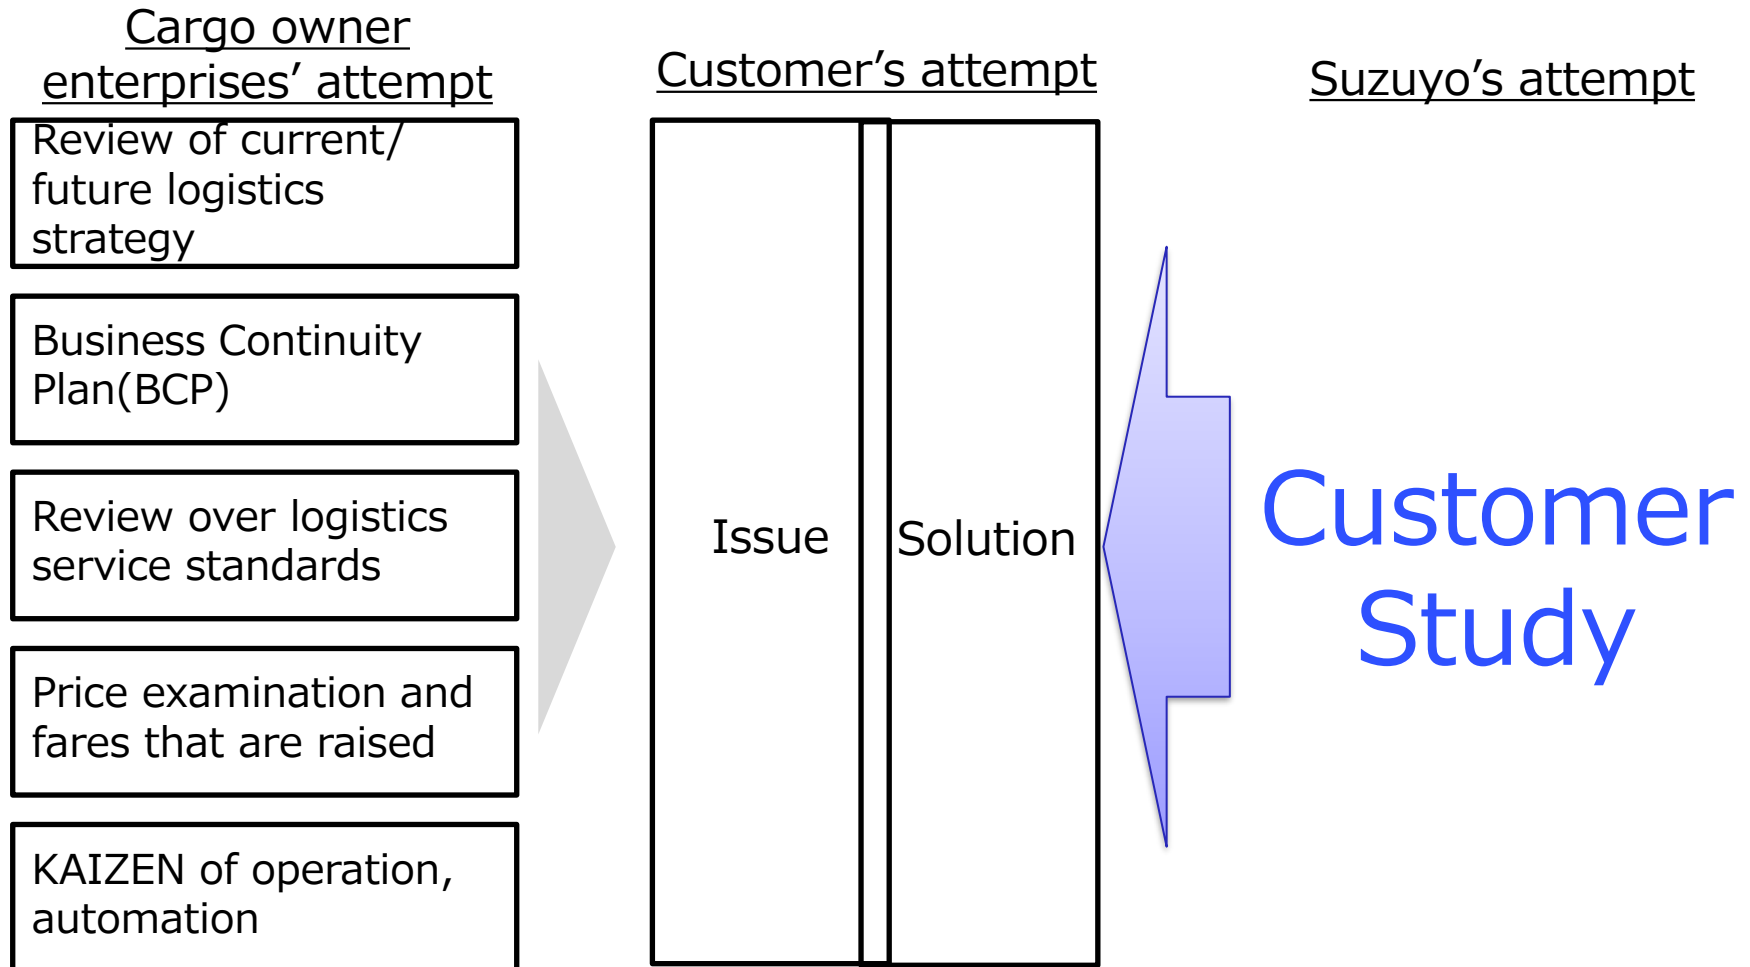 Cargo owner
enterprises’ attempt
Review of current/
future logistics
strategy
Business Continuity
Plan(BCP)
Review over logistics
service standards
Price examination and
fares that are raised
KAIZEN of operation,
automation
Customer’s attempt
Issue
Solution
Suzuyo’s attempt
Customer
Study